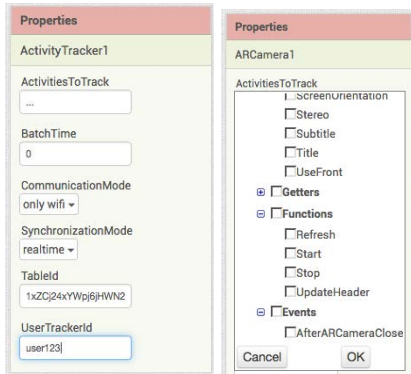 Properties
ActivityTracker1
ActivitiesToTrack
...
BatchTime
0
CommunicationMode
only wifi
SynchronizationMode
realtime
TableId
1xZCj24xYWpj6jHWN2
UserTrackerId
user123
Properties
ARCamera1
ActivitiesToTrack
ScreenOrientation
Stereo
Subtitle
Title
UseFront
Getters
Functions
Refresh
Start
Stop
UpdateHeader
Events
AfterARCameraClose
Cancel
OK